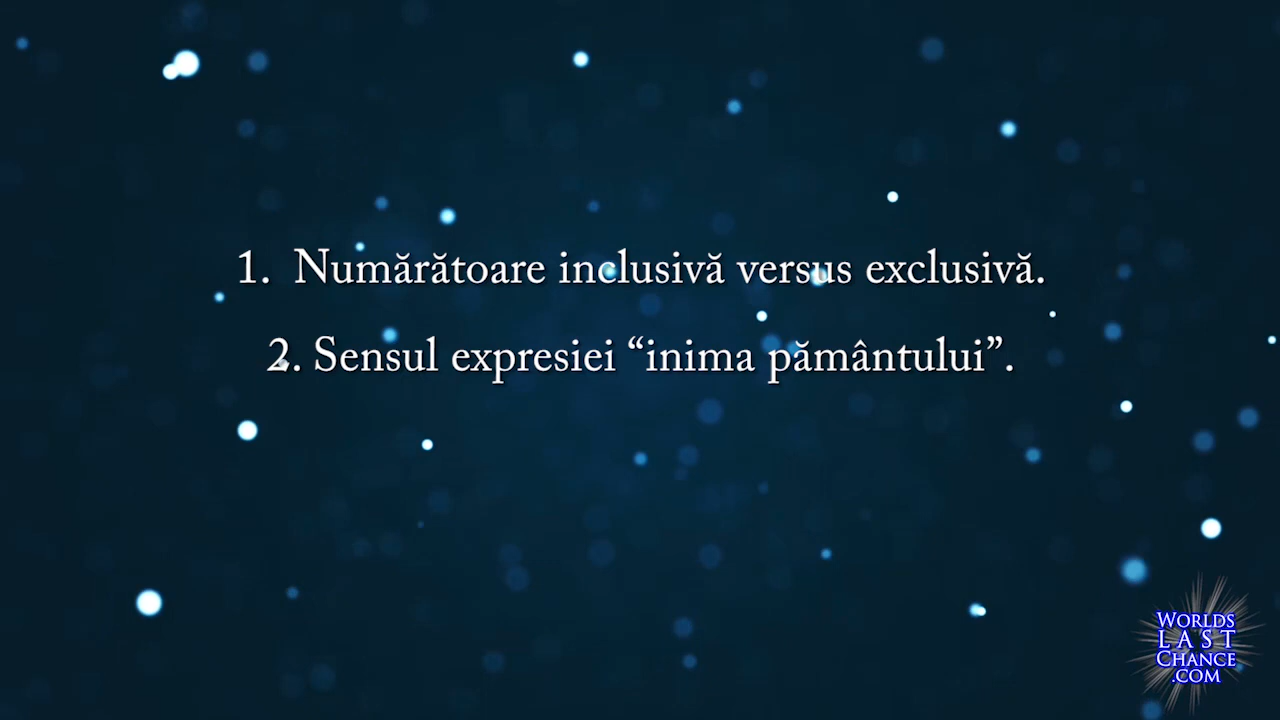 1. Numărătoare inclusivă versus exclusivă.
2. Sensul expresiei “inima pământului”.
WORLDS
LAST
CHANCE
.COM